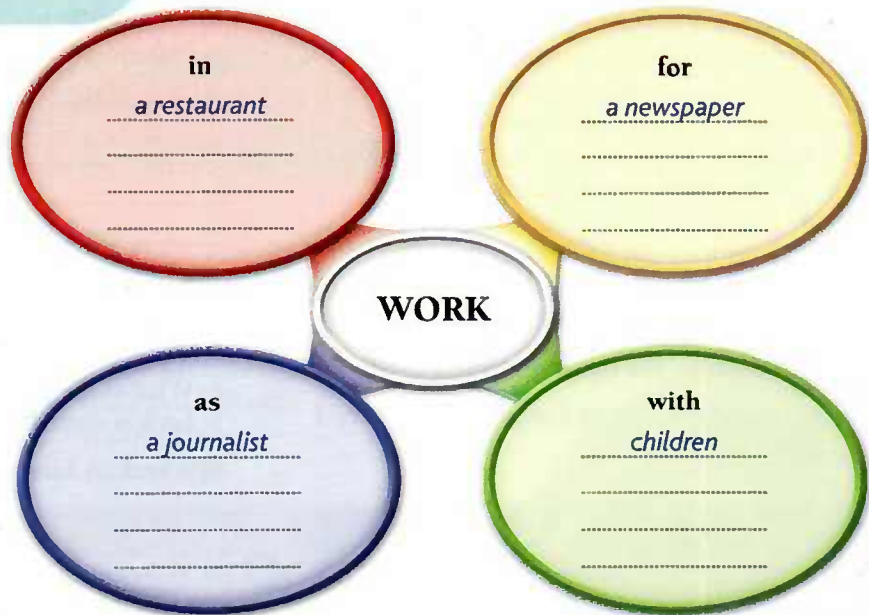 in
a restaurant
for
a newspaper
WORK
as
a journalist
with
children